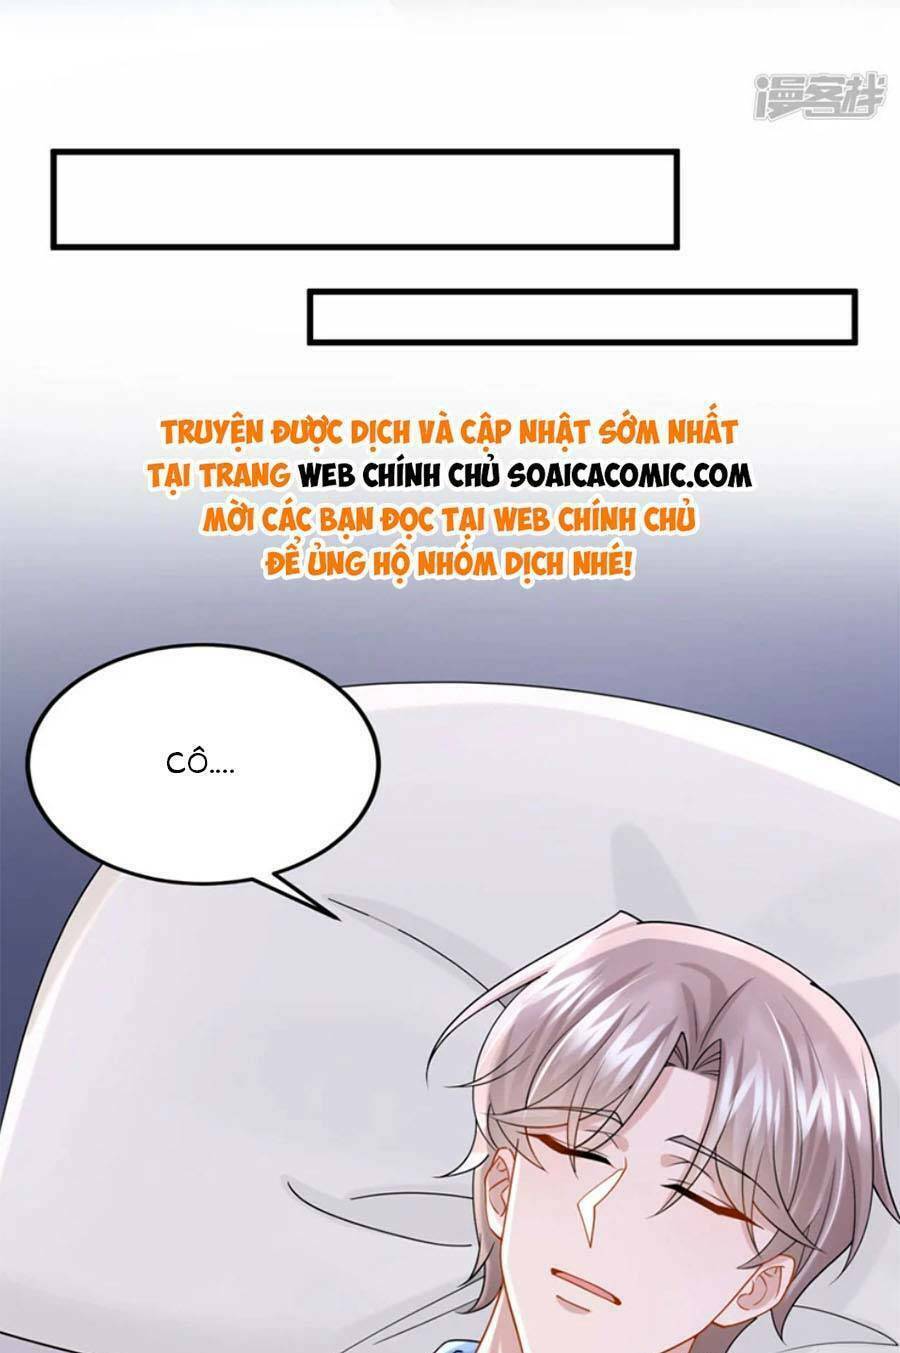 漫客栈
TRUYỆN ĐƯỢC DỊCH VÀ CẬP NHẬT SỚM NHẤT
TẠI TRANG WEB CHÍNH CHỦ SOAICACOMIC.COM
MỜI CÁC BẠN ĐỌC TẠI WEB CHÍNH CHỦ
ĐỂ ỦNG HỘ NHÓM DỊCH NHÉ!
CÔ....